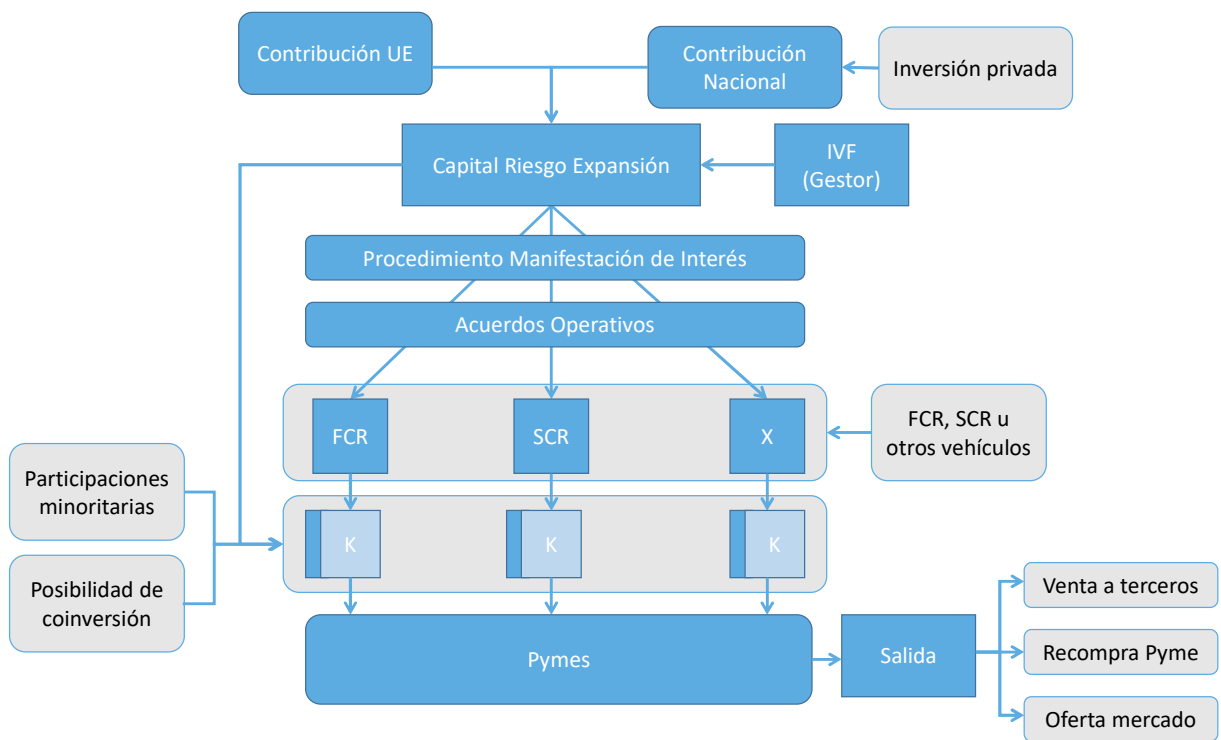 Contribución UE
Contribución
Nacional
Inversión privada
Capital Riesgo Expansión
IVF
(Gestor)
Procedimiento Manifestación de Interés
Acuerdos Operativos
FCR
SCR
X
FCR, SCR u
otros vehículos
Participaciones
minoritarias
K
K
K
Posibilidad de
coinversión
Pymes
Salida
Venta a terceros
Recompra Pyme
Oferta mercado